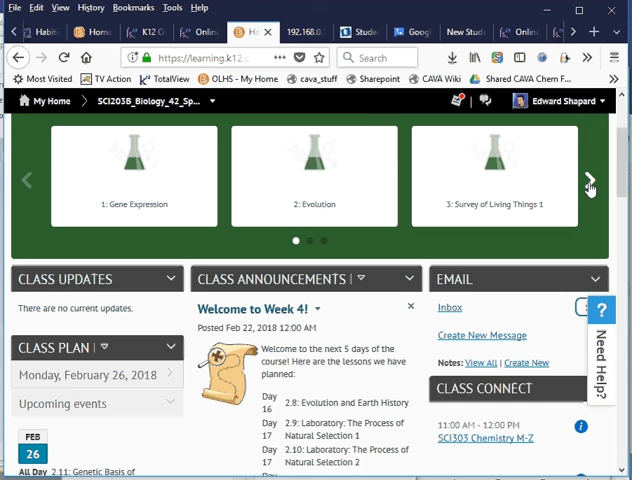 File Edit View History Bookmarks Tools Help
Habit
Home
K12 G
Online
Ho
192.168.0.
Studen
Goog
New Stud
Online
https://learning.k12.c
Search
Most Visited TV Action TotalView OLHS - My Home cava_stuff Sharepoint CAVA Wiki Shared CAVA Chem F...
My Home SCI203B_Biology_42_Sp... Edward Shapard
1: Gene Expression
2: Evolution
3: Survey of Living Things 1
CLASS UPDATES
There are no current updates.
CLASS PLAN |
Monday, February 26, 2018
Upcoming events
FEB
26
All Day 2.11: Genetic Basis of
CLASS ANNOUNCEMENTS |
Welcome to Week 4!
Posted Feb 22, 2018 12:00 AM
Welcome to the next 5 days of the
course! Here are the lessons we have
planned:
Day
16 2.8: Evolution and Earth History
Day 2.9: Laboratory: The Process of
17 Natural Selection 1
Day 2.10: Laboratory: The Process of
17 Natural Selection 2
EMAIL
Inbox
Create New Message
Notes: View All | Create New
CLASS CONNECT
11:00 AM - 12:00 PM
SCI303 Chemistry M-Z
?
Need Help?